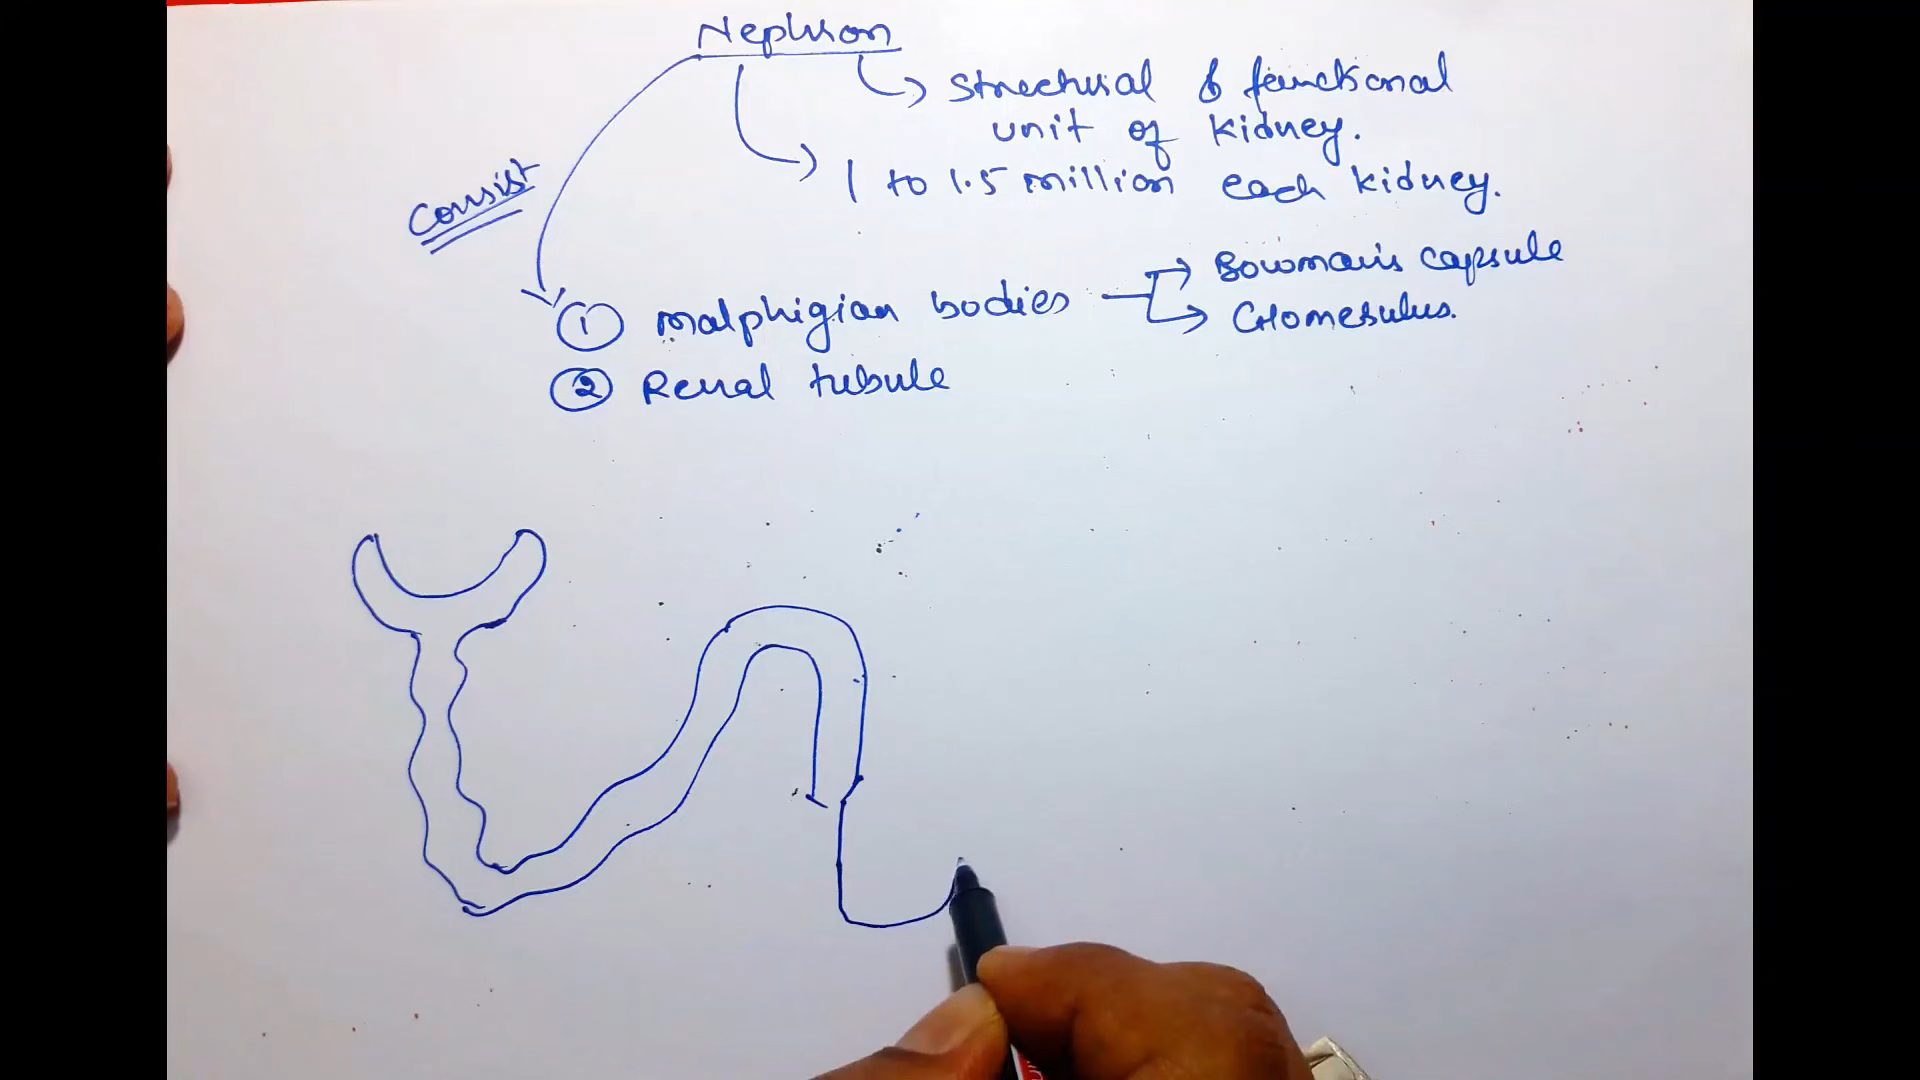 Nephron
structural & functional
unit of kidney.
1 to 1.5 million each kidney.
consist
1 malphigian bodies
Bowman's capsule
Glomerulus.
2 Renal tubule